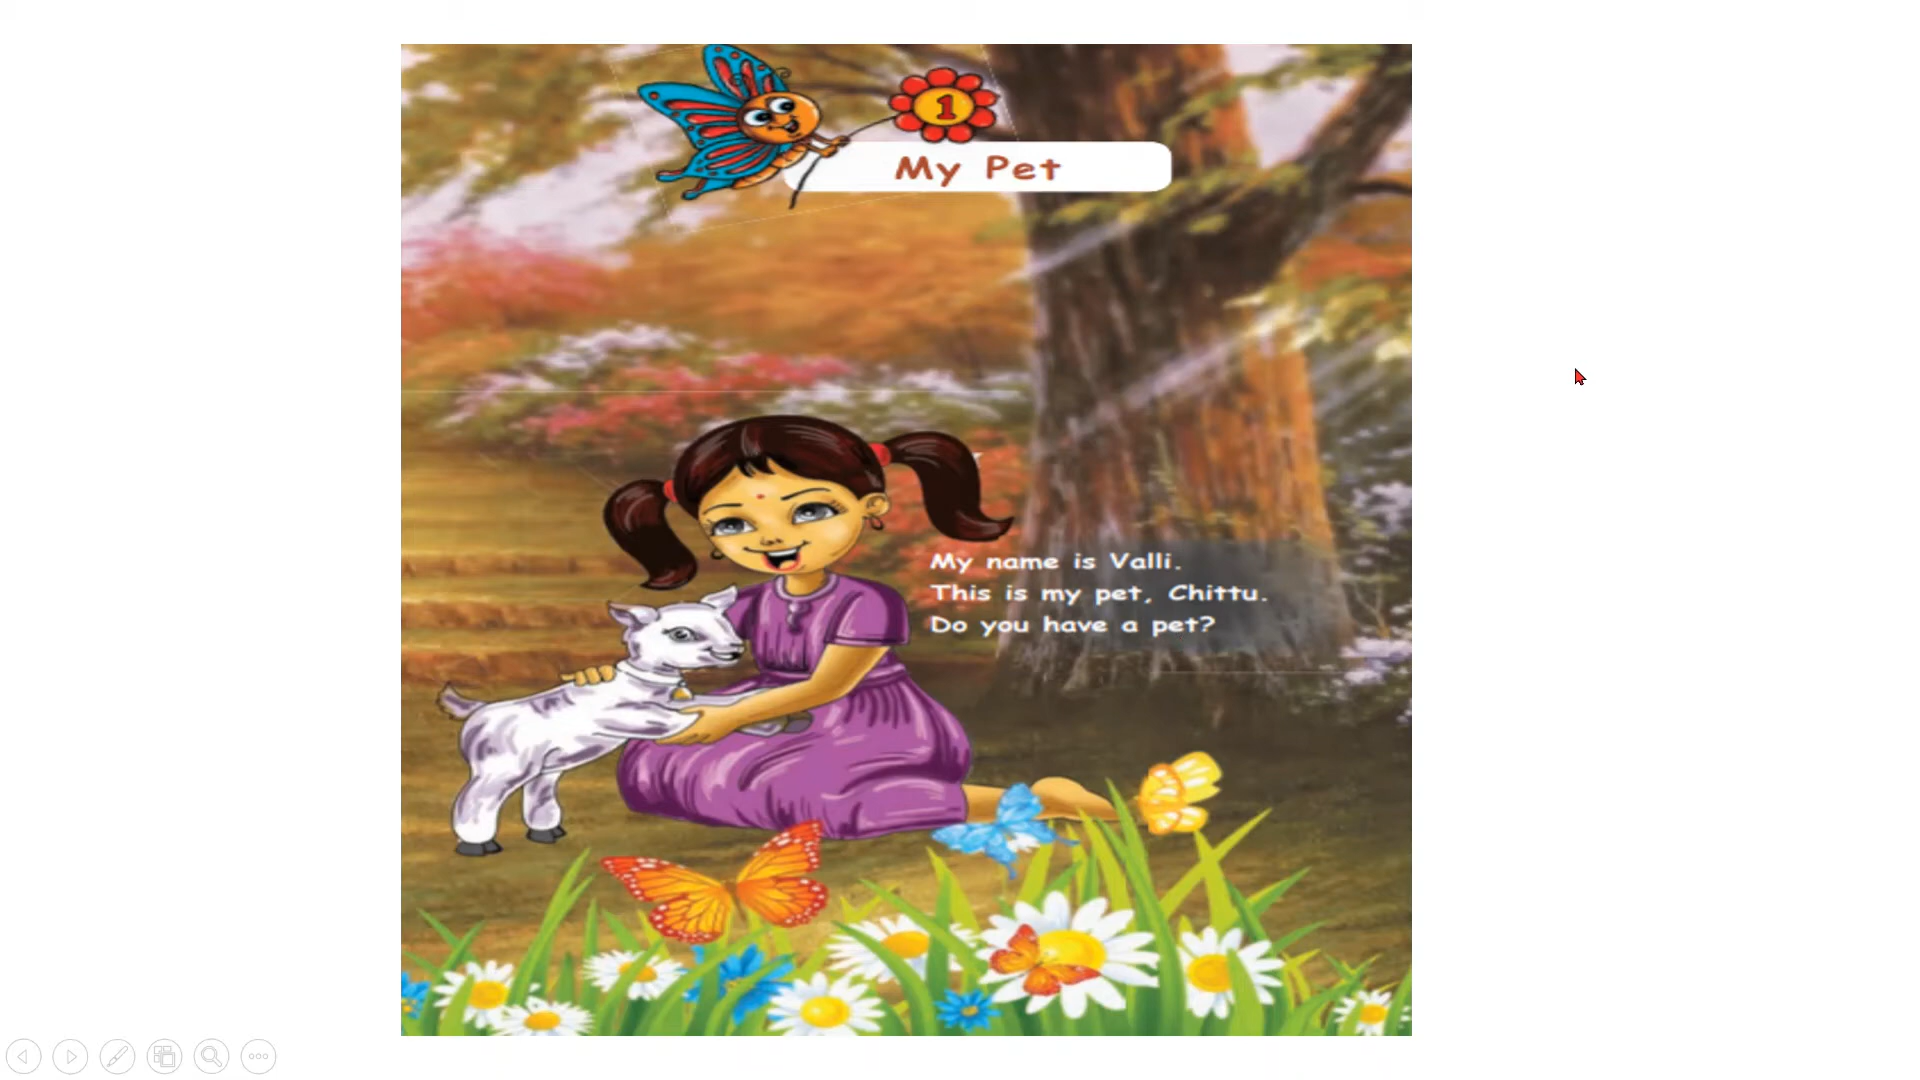 1
My Pet
My name is Valli.
This is my pet, Chittu.
Do you have a pet?